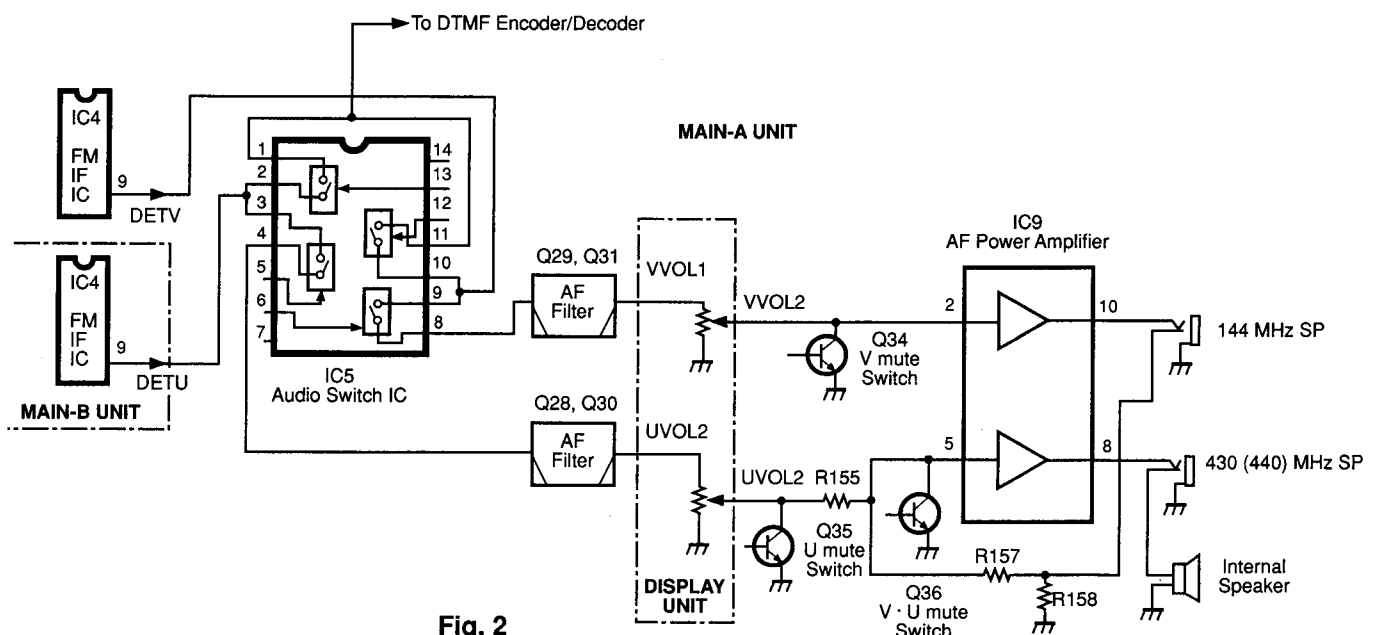 To DTMF Encoder/Decoder
MAIN-A UNIT
IC4
FM
IF
IC
9
DETV
IC4
FM
IF
IC
9
DETU
MAIN-B UNIT
1
2
3
4
5
6
7
14
13
12
11
10
9
8
IC5
Audio Switch IC
Q29, Q31
AF
Filter
Q28, Q30
AF
Filter
VVOL1
VVOL2
UVOL2
UVOL2
R155
DISPLAY
UNIT
Q34
V mute
Switch
Q35
U mute
Switch
Q36
V · U mute
Switch
R157
R158
IC9
AF Power Amplifier
2
10
5
8
144 MHz SP
430 (440) MHz SP
Internal
Speaker
Fig. 2